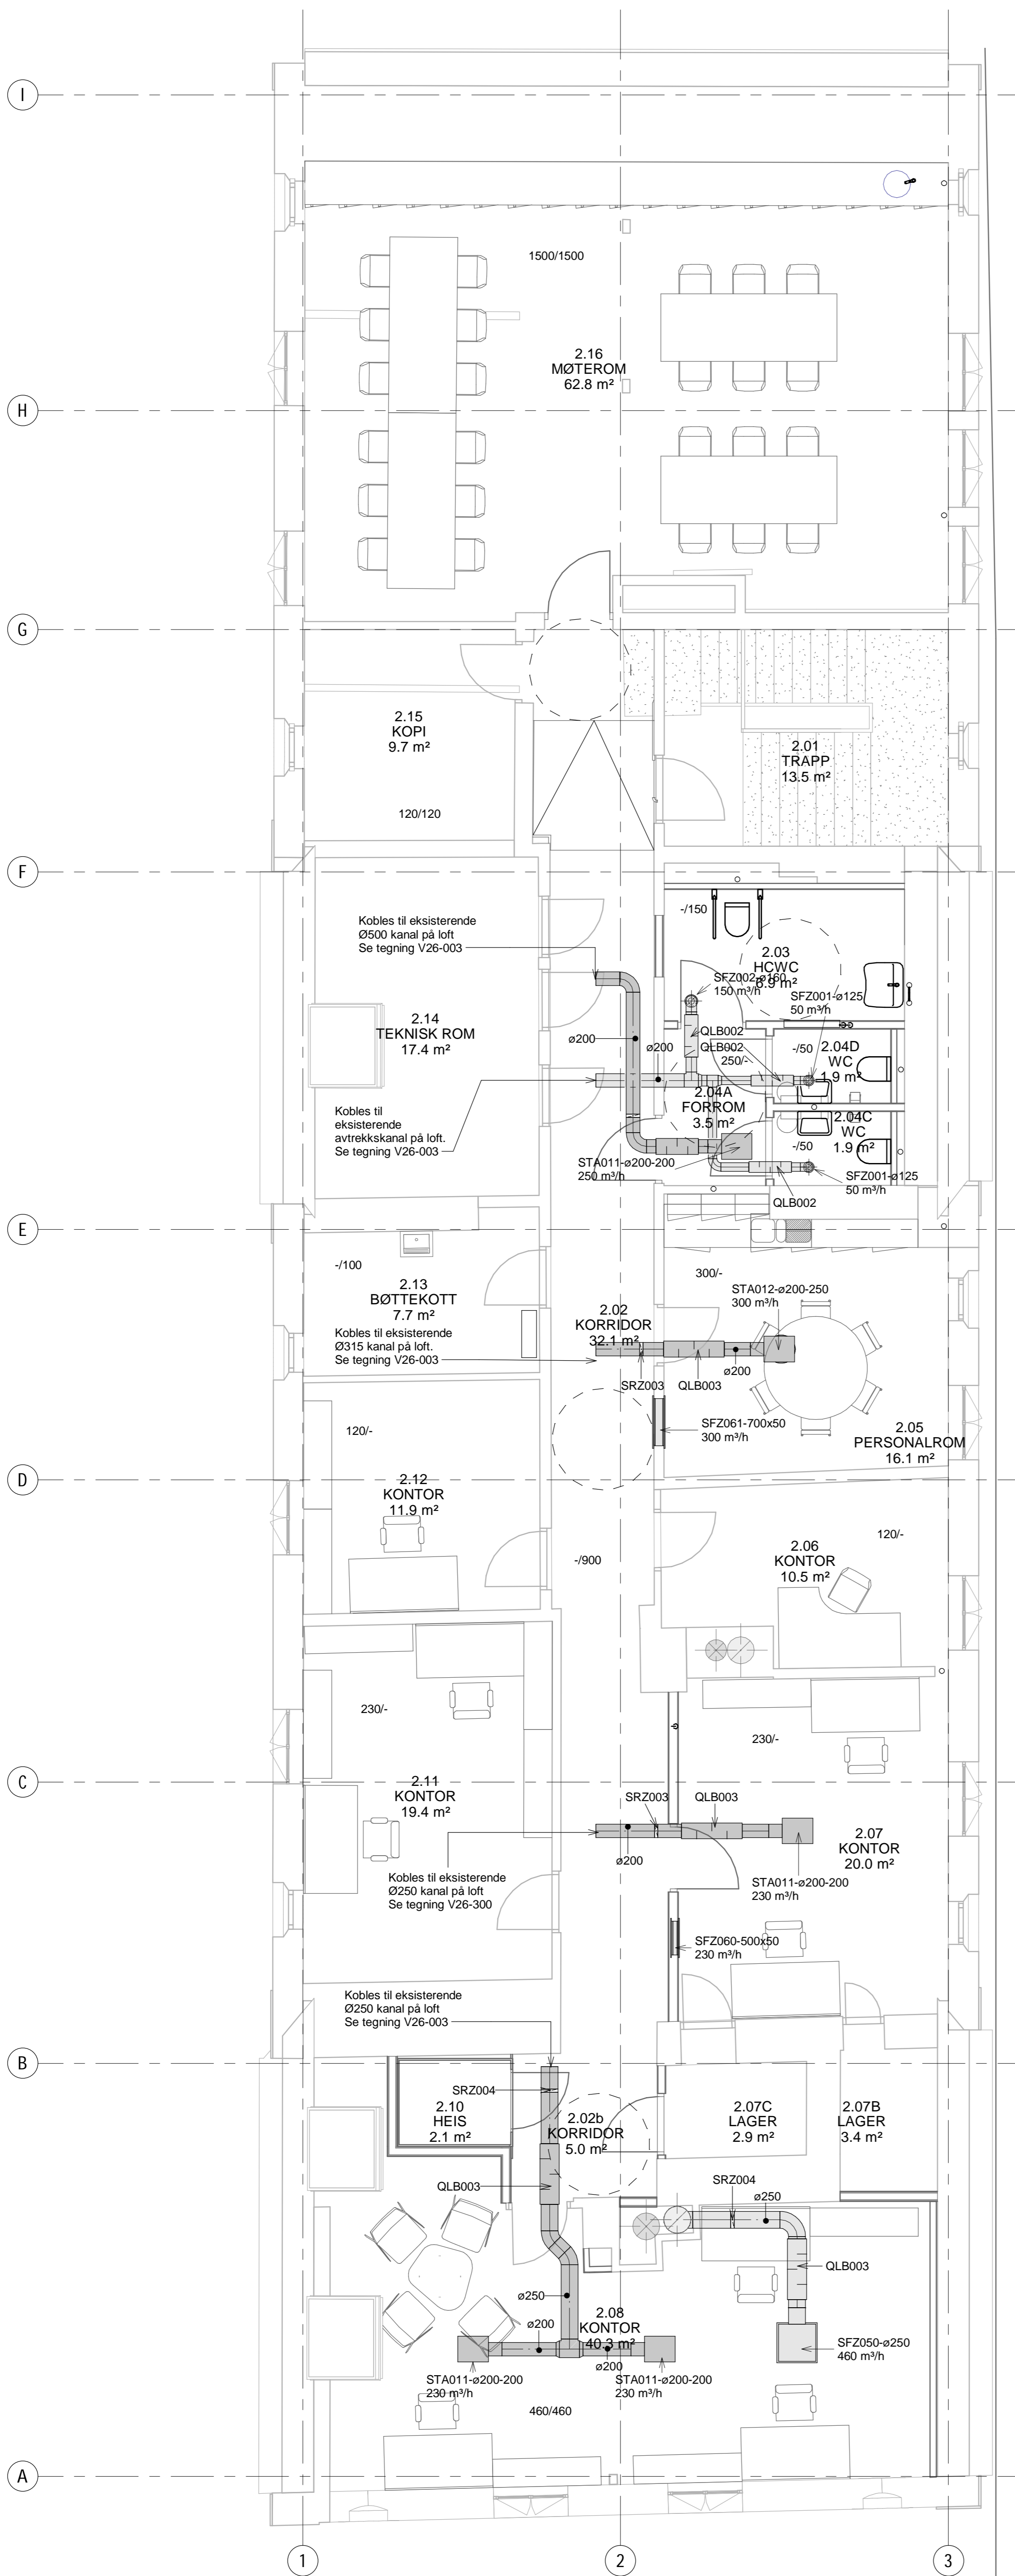 I
1500/1500
2.16
MØTEROM
62.8 m²
H
G
2.15
KOPI
9.7 m²
2.01
TRAPP
13.5 m²
120/120
F
-/150
Kobles til eksisterende
Ø500 kanal på loft
Se tegning V26-003
2.03
HCWC
6.9 m²
SFZ002-ø160
150 m³/h
SFZ001-ø125
50 m³/h
2.14
TEKNISK ROM
17.4 m²
ø200
ø200
QLB002
QLB002
250/-
-/50
2.04D
WC
1.9 m²
2.04A
FORROM
3.5 m²
Kobles til
eksisterende
avtrekkskanal på loft.
Se tegning V26-003
2.04C
WC
1.9 m²
-/50
STA011-ø200-200
250 m³/h
SFZ001-ø125
50 m³/h
QLB002
E
-/100
2.13
BØTTEKOTT
7.7 m²
300/-
STA012-ø200-250
300 m³/h
2.02
KORRIDOR
32.1 m²
Kobles til eksisterende
Ø315 kanal på loft.
Se tegning V26-003
SRZ003
QLB003
ø200
SFZ061-700x50
300 m³/h
120/-
2.05
PERSONALROM
16.1 m²
D
2.12
KONTOR
11.9 m²
-/900
2.06
KONTOR
10.5 m²
120/-
230/-
230/-
C
2.11
KONTOR
19.4 m²
SRZ003
QLB003
ø200
2.07
KONTOR
20.0 m²
Kobles til eksisterende
Ø250 kanal på loft
Se tegning V26-300
STA011-ø200-200
230 m³/h
SFZ060-500x50
230 m³/h
Kobles til eksisterende
Ø250 kanal på loft
Se tegning V26-003
B
SRZ004
2.10
HEIS
2.1 m²
2.02b
KORRIDOR
5.0 m²
2.07C
LAGER
2.9 m²
2.07B
LAGER
3.4 m²
QLB003
SRZ004
ø250
QLB003
ø250
2.08
KONTOR
40.3 m²
ø200
ø200
SFZ050-ø250
460 m³/h
STA011-ø200-200
230 m³/h
STA011-ø200-200
230 m³/h
460/460
A
1
2
3